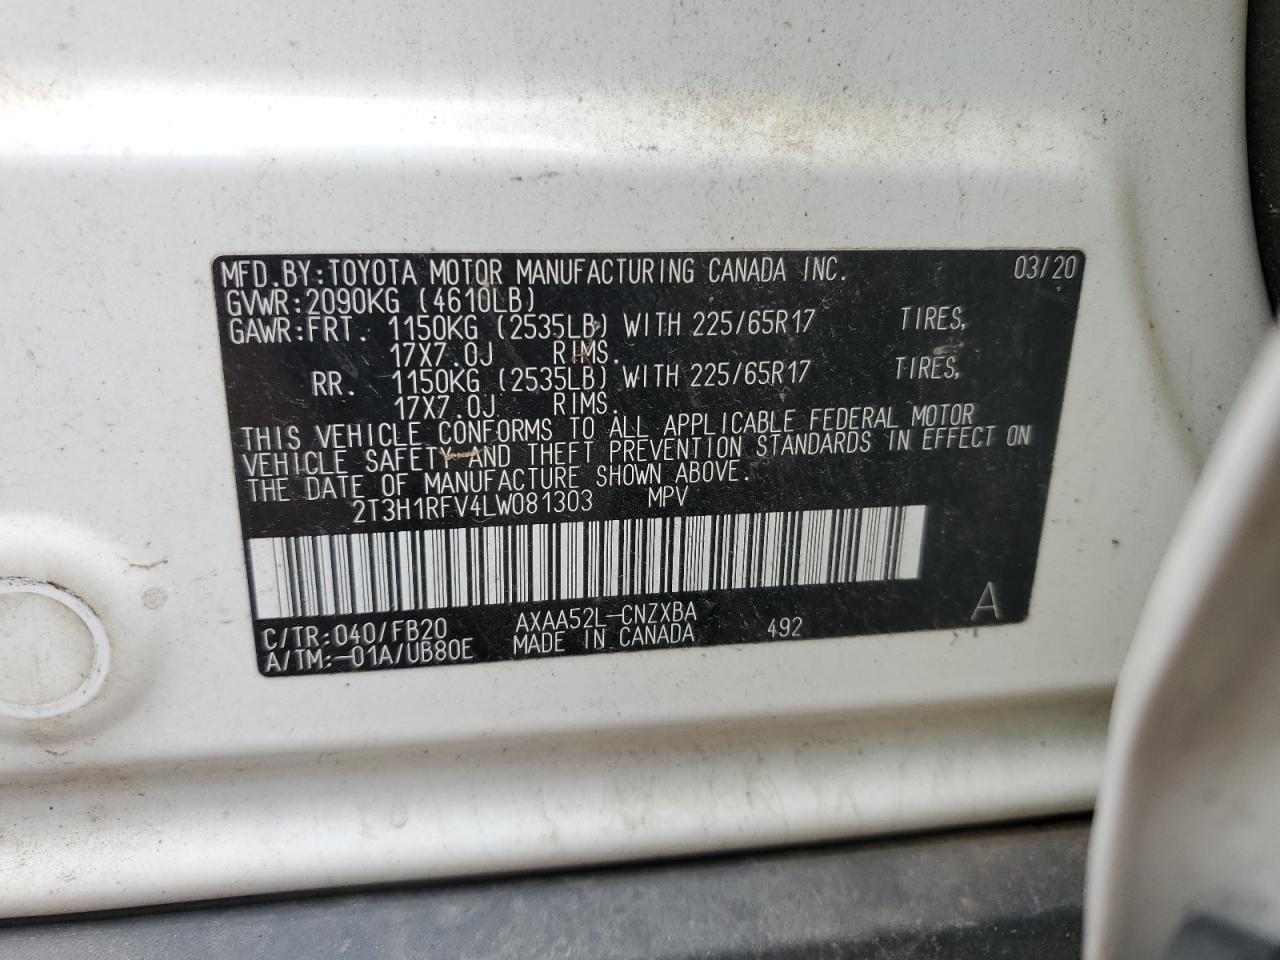 MFD.BY:TOYOTA MOTOR MANUFACTURING CANADA INC. 03/20
GVWR:2090KG (4610LB)
GAWR:FRT. 1150KG (2535LB) WITH 225/65R17 TIRES,
17X7.0J RIMS.
RR. 1150KG (2535LB) WITH 225/65R17 TIRES,
17X7.0J RIMS.
THIS VEHICLE CONFORMS TO ALL APPLICABLE FEDERAL MOTOR
VEHICLE SAFETY AND THEFT PREVENTION STANDARDS IN EFFECT ON
THE DATE OF MANUFACTURE SHOWN ABOVE.
2T3H1RFV4LW081303 MPV
C/TR:040/FB20 AXAA52L-CNZXBA A
A/TM:-01A/UB80E MADE IN CANADA 492